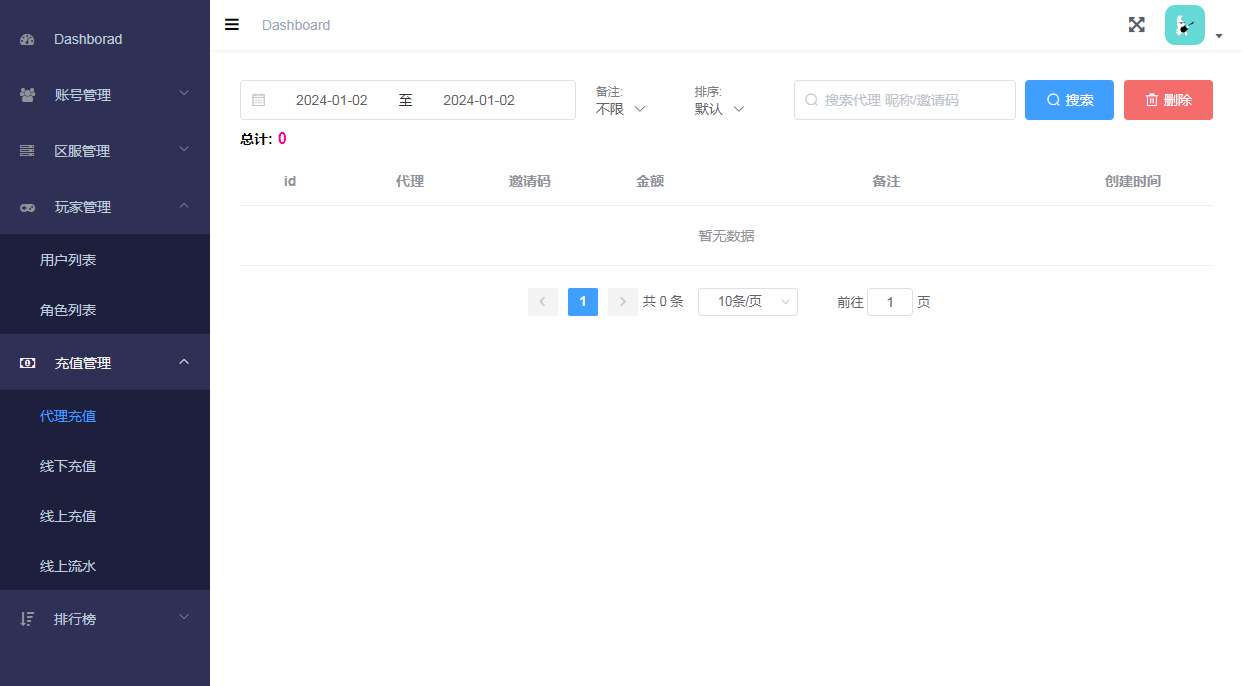 Dashborad
账号管理
区服管理
玩家管理
用户列表
角色列表
充值管理
代理充值
线下充值
线上充值
线上流水
排行榜
Dashboard
2024-01-02 至 2024-01-02
备注:
不限
排序:
默认
搜索代理 昵称/邀请码
搜索
删除
总计: 0
id 代理 邀请码 金额 备注 创建时间
暂无数据
1 共 0 条 10条/页 前往 1 页